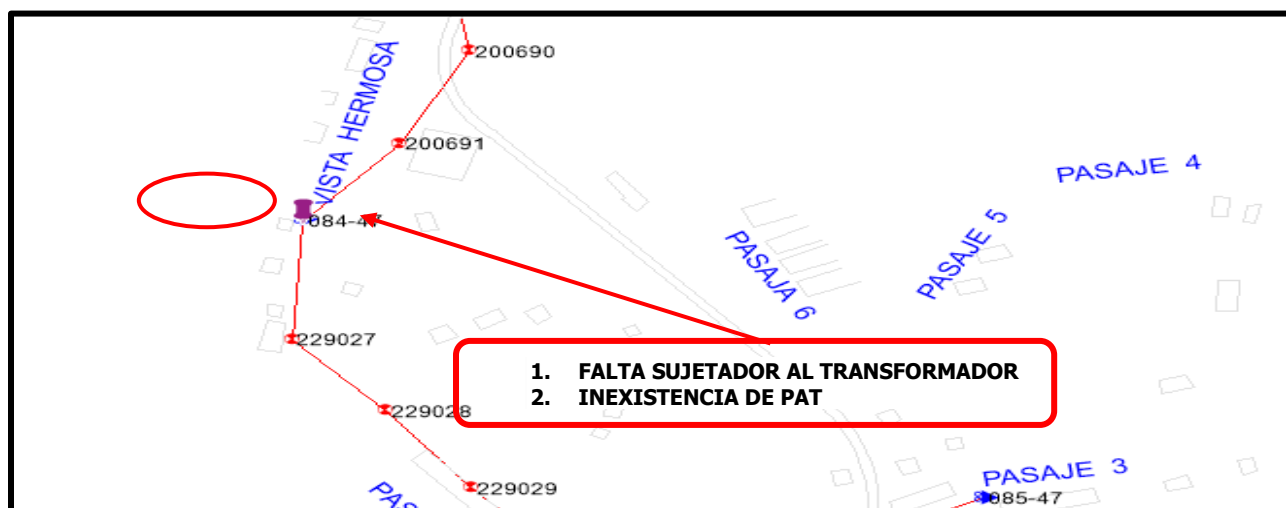 200690
VISTA HERMOSA
200691
PASAJE 4
084-47
PASAJE 5
PASAJA 6
229027
1. FALTA SUJETADOR AL TRANSFORMADOR
2. INEXISTENCIA DE PAT
229028
PASAJE 3
229029
085-47